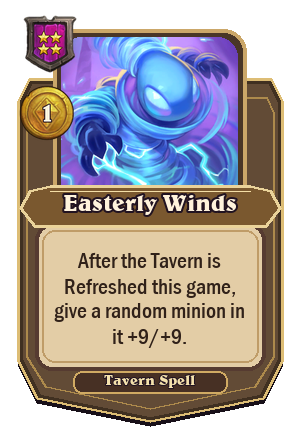 1
Easterly Winds
After the Tavern is
Refreshed this game,
give a random minion in
it +9/+9.
Tavern Spell